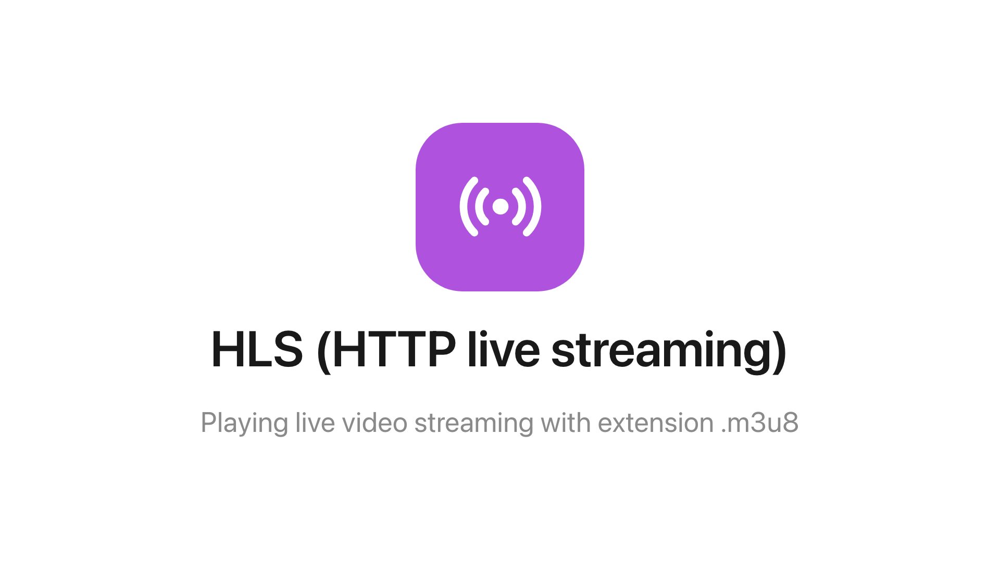 HLS (HTTP live streaming)
Playing live video streaming with extension .m3u8